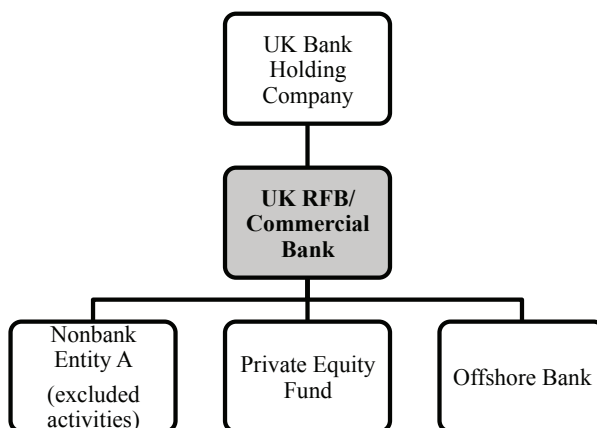 UK Bank
Holding
Company
UK RFB/
Commercial
Bank
Nonbank
Entity A
(excluded
activities)
Private Equity
Fund
Offshore Bank